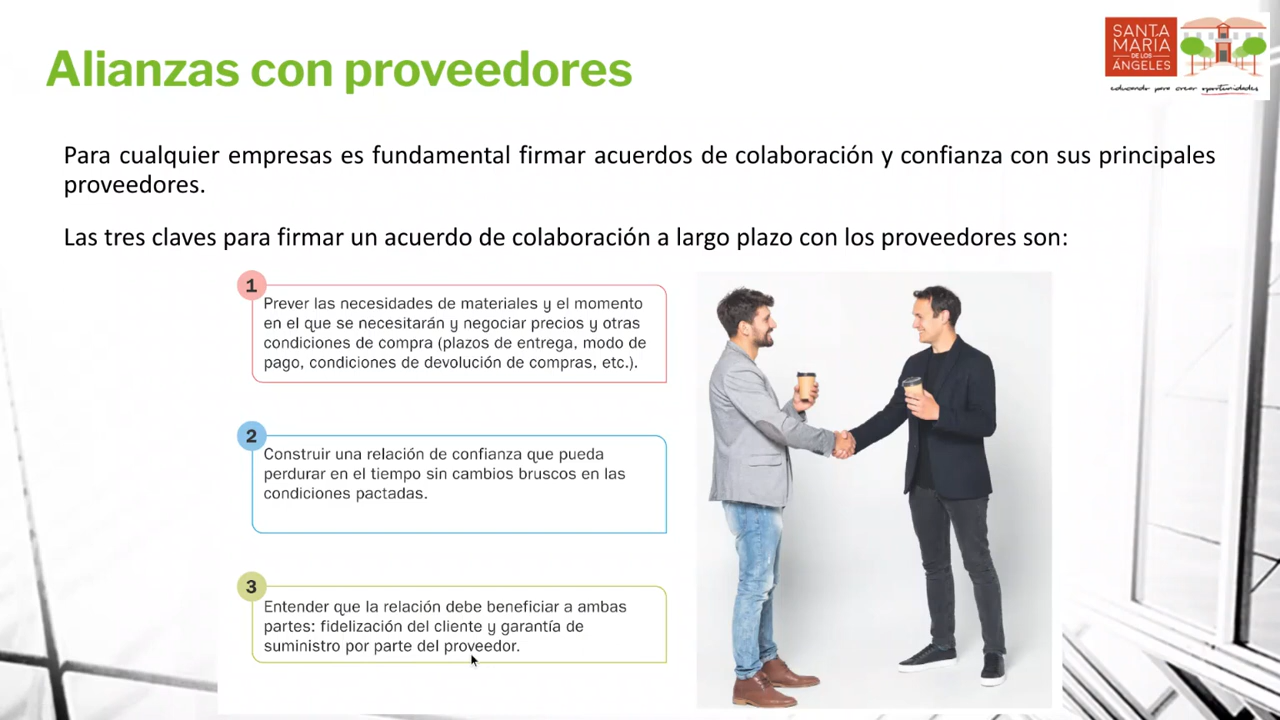 Alianzas con proveedores
SANTA
MARIA
DE LOS
ÁNGELES
educando para crear oportunidades
Para cualquier empresas es fundamental firmar acuerdos de colaboración y confianza con sus principales
proveedores.
Las tres claves para firmar un acuerdo de colaboración a largo plazo con los proveedores son:
1
Prever las necesidades de materiales y el momento
en el que se necesitarán y negociar precios y otras
condiciones de compra (plazos de entrega, modo de
pago, condiciones de devolución de compras, etc.).
2
Construir una relación de confianza que pueda
perdurar en el tiempo sin cambios bruscos en las
condiciones pactadas.
3
Entender que la relación debe beneficiar a ambas
partes: fidelización del cliente y garantía de
suministro por parte del proveedor.